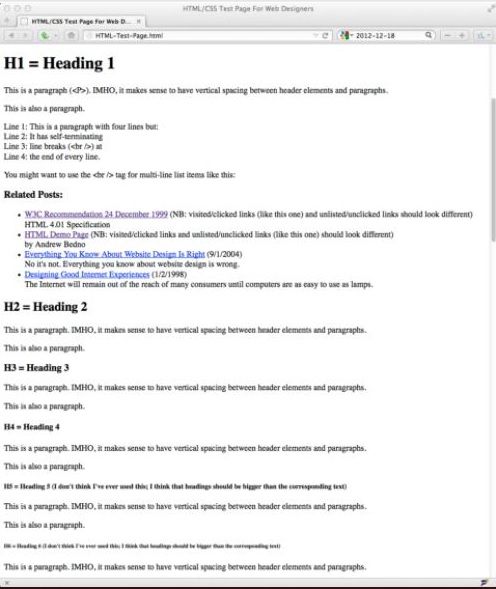 HTML/CSS Test Page For Web Designers
HTML/CSS Test Page For Web D...
HTML-Test-Page.html
2012-12-18
H1 = Heading 1
This is a paragraph (<P>). IMHO, it makes sense to have vertical spacing between header elements and paragraphs.
This is also a paragraph.
Line 1: This is a paragraph with four lines but:
Line 2: It has self-terminating
Line 3: line breaks (<br />) at
Line 4: the end of every line.
You might want to use the <br /> tag for multi-line list items like this:
Related Posts:
• W3C Recommendation 24 December 1999 (NB: visited/clicked links (like this one) and unlisted/unclicked links should look different)
HTML 4.01 Specification
• HTML Demo Page (NB: visited/clicked links and unlisted/unclicked links (like this one) should look different)
by Andrew Bedno
• Everything You Know About Website Design Is Right (9/1/2004)
No it's not. Everything you know about website design is wrong.
• Designing Good Internet Experiences (1/2/1998)
The Internet will remain out of the reach of many consumers until computers are as easy to use as lamps.
H2 = Heading 2
This is a paragraph. IMHO, it makes sense to have vertical spacing between header elements and paragraphs.
This is also a paragraph.
H3 = Heading 3
This is a paragraph. IMHO, it makes sense to have vertical spacing between header elements and paragraphs.
This is also a paragraph.
H4 = Heading 4
This is a paragraph. IMHO, it makes sense to have vertical spacing between header elements and paragraphs.
This is also a paragraph.
H5 = Heading 5 (I don't think I've ever used this; I think that headings should be bigger than the corresponding text)
This is a paragraph. IMHO, it makes sense to have vertical spacing between header elements and paragraphs.
This is also a paragraph.
H6 = Heading 6 (I don't think I've ever used this; I think that headings should be bigger than the corresponding text)
This is a paragraph. IMHO, it makes sense to have vertical spacing between header elements and paragraphs.